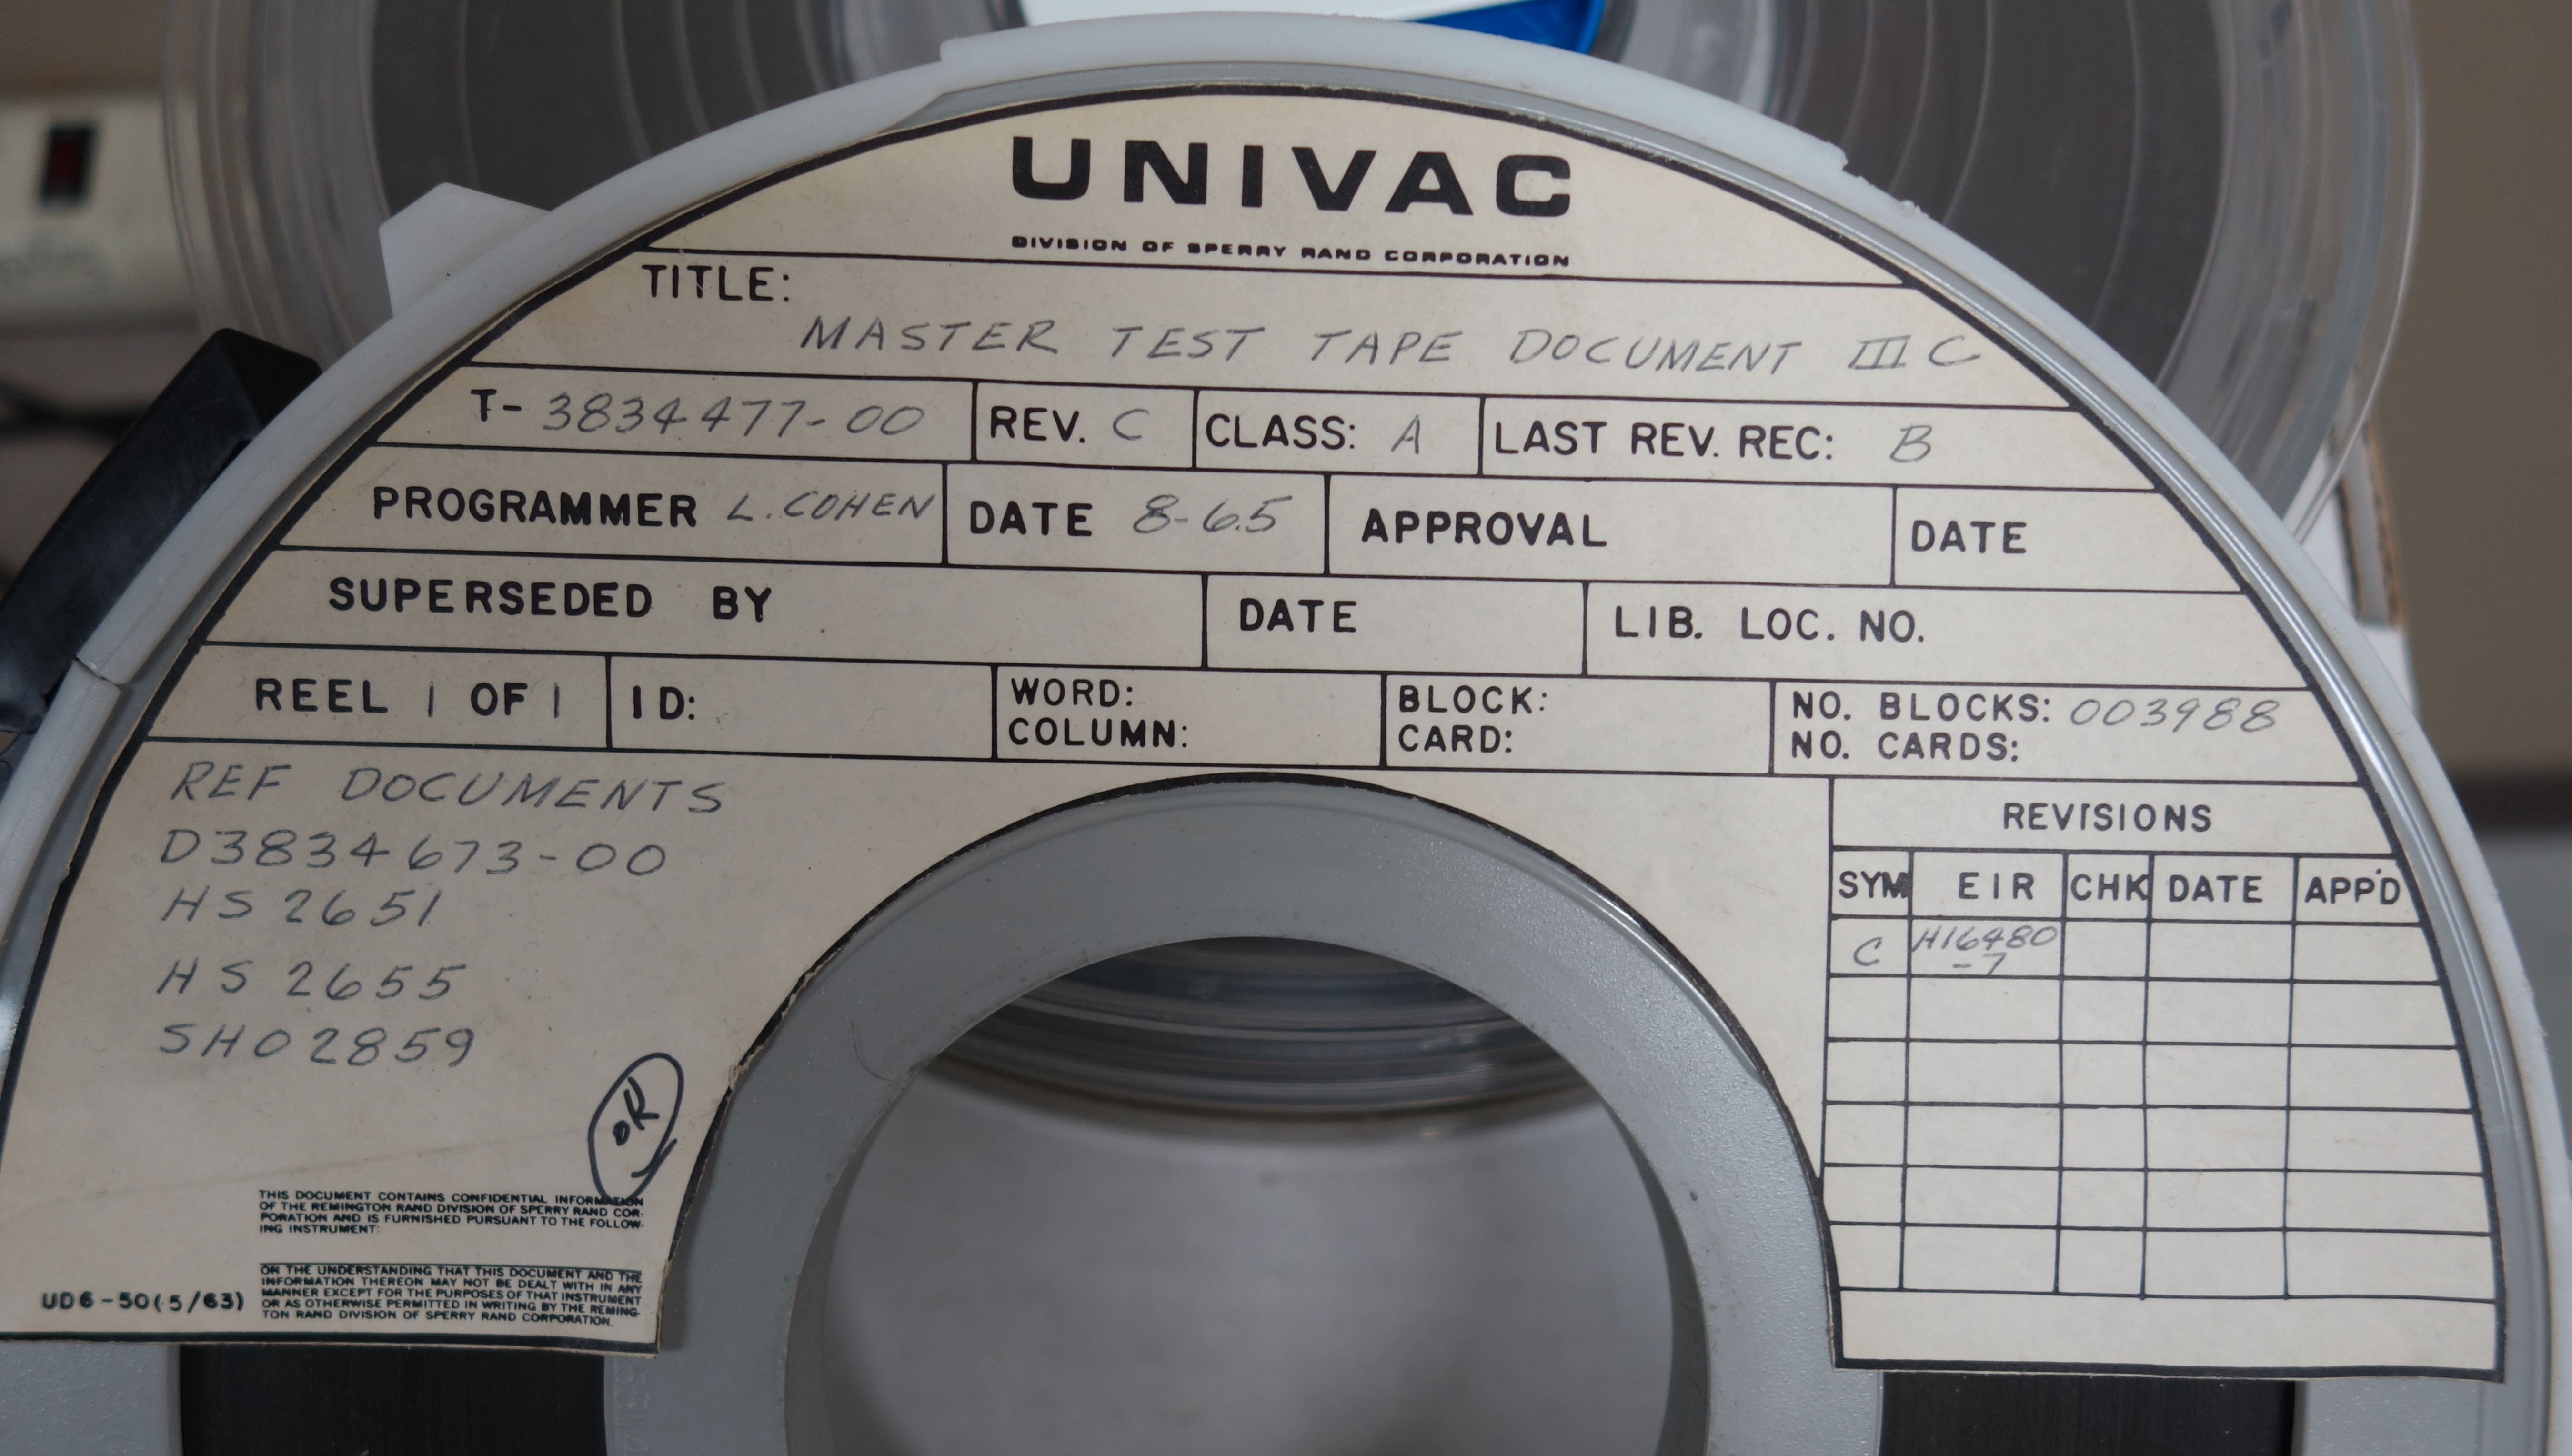 UNIVAC
DIVISION OF SPERRY RAND CORPORATION
TITLE:
MASTER TEST TAPE DOCUMENT III C
T- 3834477-00 REV. C CLASS: A LAST REV. REC: B
PROGRAMMER L. COHEN DATE 8-65 APPROVAL DATE
SUPERSEDED BY DATE LIB. LOC. NO.
REEL 1 OF 1 ID: WORD: BLOCK: NO. BLOCKS: 003988
COLUMN: CARD: NO. CARDS:
REF DOCUMENTS
D3834673-00
HS 2651
HS 2655
SHO2859
OK
THIS DOCUMENT CONTAINS CONFIDENTIAL INFORMATION
OF THE REMINGTON RAND DIVISION OF SPERRY RAND COR-
PORATION AND IS FURNISHED PURSUANT TO THE FOLLOW-
ING INSTRUMENT:
ON THE UNDERSTANDING THAT THIS DOCUMENT AND THE
INFORMATION THEREON MAY NOT BE DEALT WITH IN ANY
MANNER EXCEPT FOR THE PURPOSES OF THAT INSTRUMENT
OR AS OTHERWISE PERMITTED IN WRITING BY THE REMING-
TON RAND DIVISION OF SPERRY RAND CORPORATION.
UD6-50(5/63)
REVISIONS
SYM EIR CHK DATE APP'D
C H16480
-7